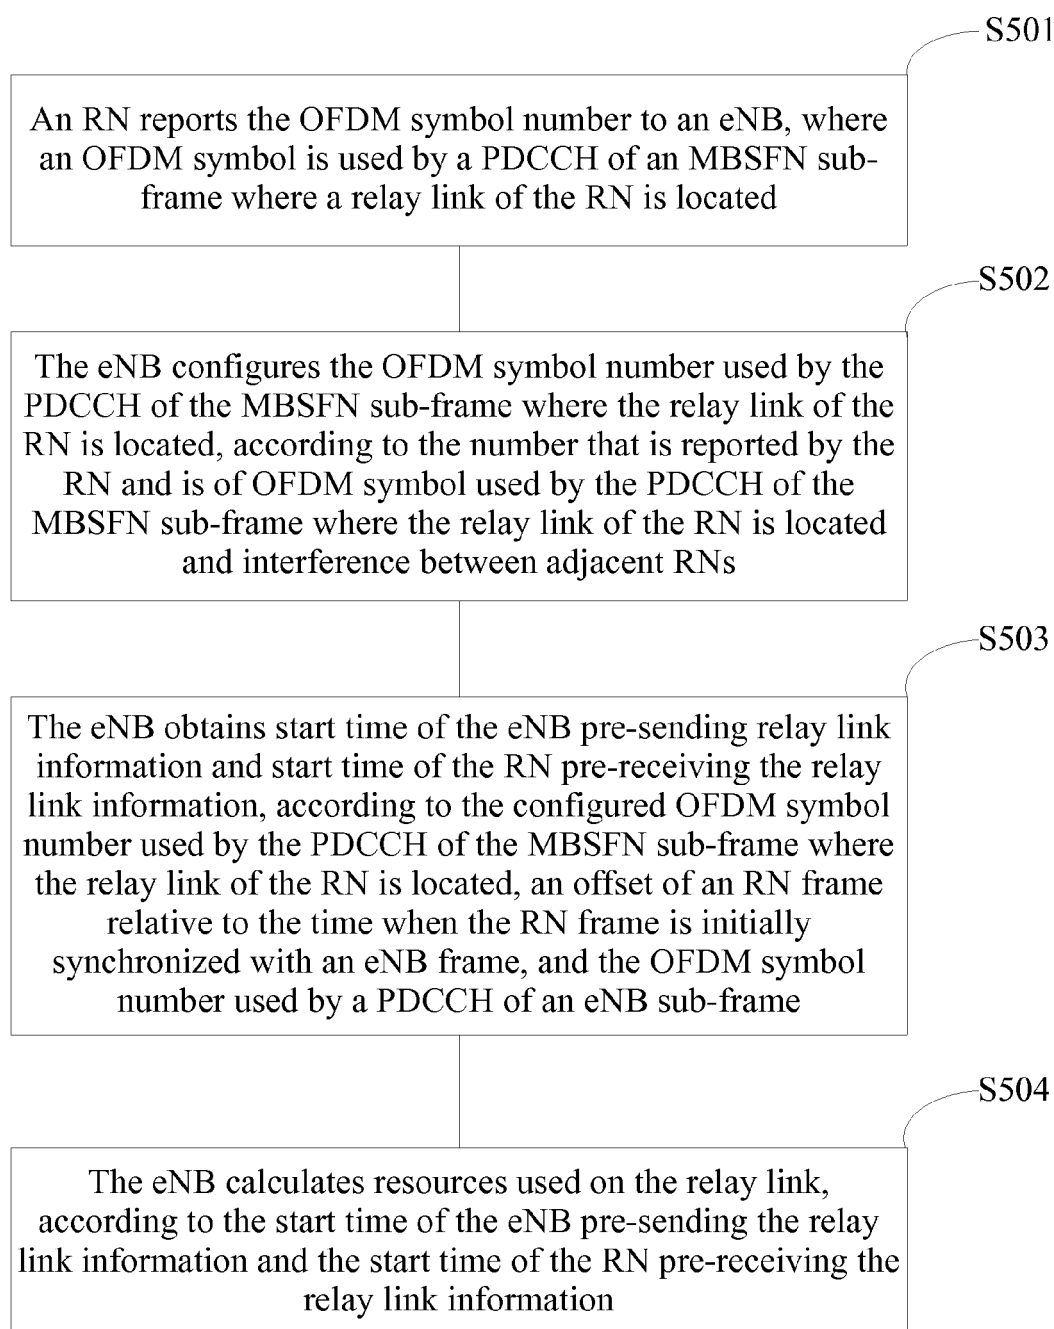 S501
An RN reports the OFDM symbol number to an eNB, where
an OFDM symbol is used by a PDCCH of an MBSFN sub-
frame where a relay link of the RN is located
S502
The eNB configures the OFDM symbol number used by the
PDCCH of the MBSFN sub-frame where the relay link of the
RN is located, according to the number that is reported by the
RN and is of OFDM symbol used by the PDCCH of the
MBSFN sub-frame where the relay link of the RN is located
and interference between adjacent RNs
S503
The eNB obtains start time of the eNB pre-sending relay link
information and start time of the RN pre-receiving the relay
link information, according to the configured OFDM symbol
number used by the PDCCH of the MBSFN sub-frame where
the relay link of the RN is located, an offset of an RN frame
relative to the time when the RN frame is initially
synchronized with an eNB frame, and the OFDM symbol
number used by a PDCCH of an eNB sub-frame
S504
The eNB calculates resources used on the relay link,
according to the start time of the eNB pre-sending the relay
link information and the start time of the RN pre-receiving the
relay link information